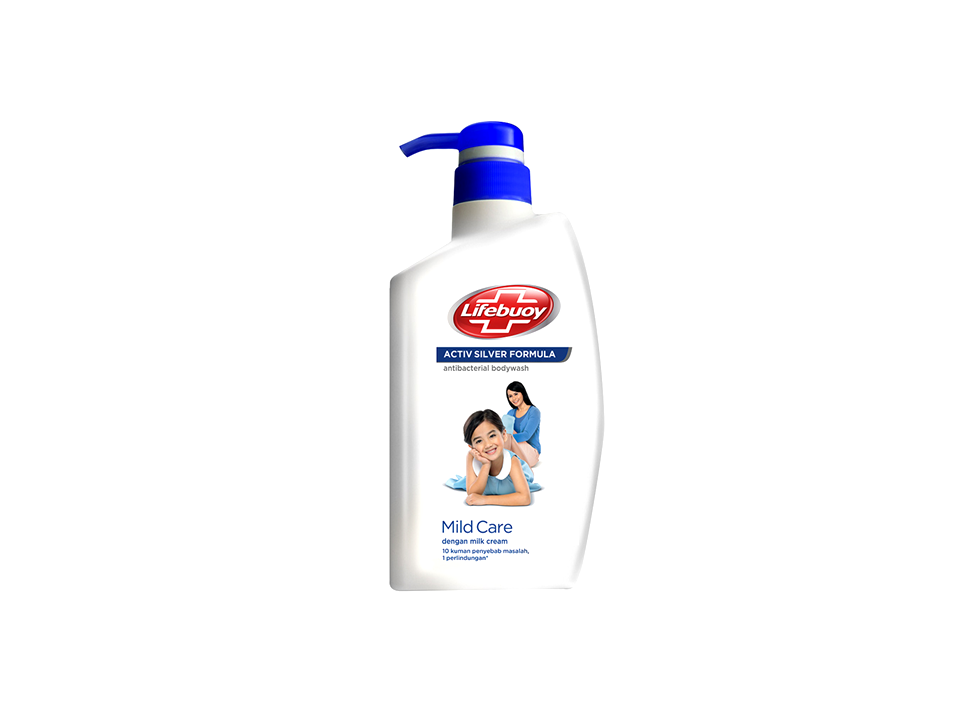 Lifebuoy
ACTIV SILVER FORMULA
antibacterial bodywash
Mild Care
dengan milk cream
10 kuman penyebab masalah,
1 perlindungan*